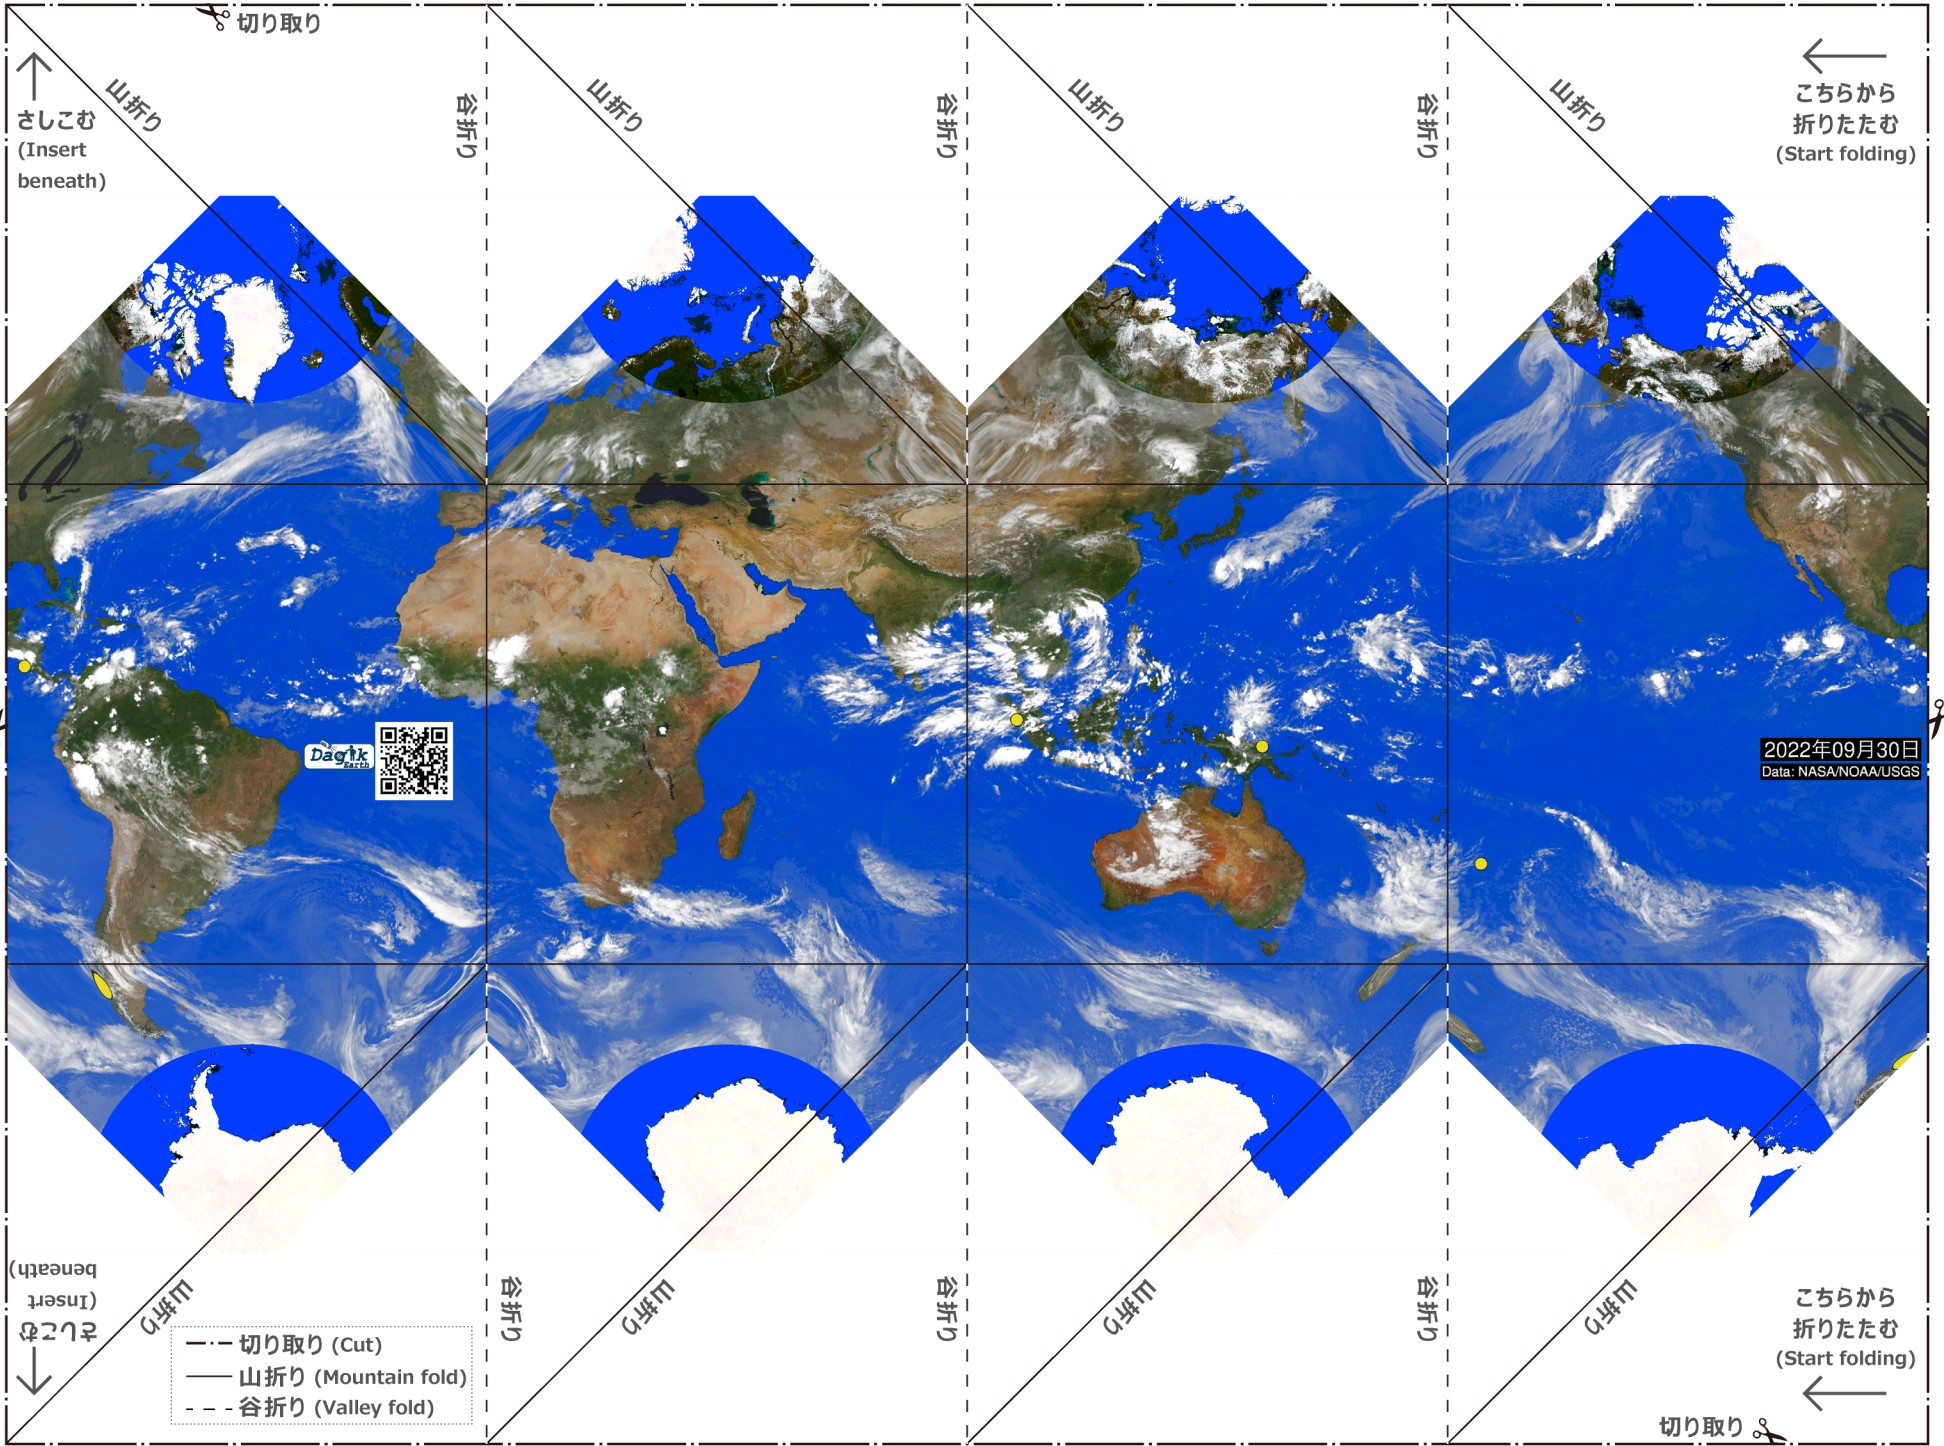 切り取り
さしこむ
(Insert
beneath)
山折り
谷折り
山折り
谷折り
山折り
谷折り
山折り
こちらから
折りたたむ
(Start folding)
Dagik
Earth
2022年09月30日
Data: NASA/NOAA/USGS
さしこむ
(Insert
beneath)
山折り
谷折り
山折り
谷折り
山折り
谷折り
山折り
こちらから
折りたたむ
(Start folding)
切り取り (Cut)
山折り (Mountain fold)
谷折り (Valley fold)
切り取り